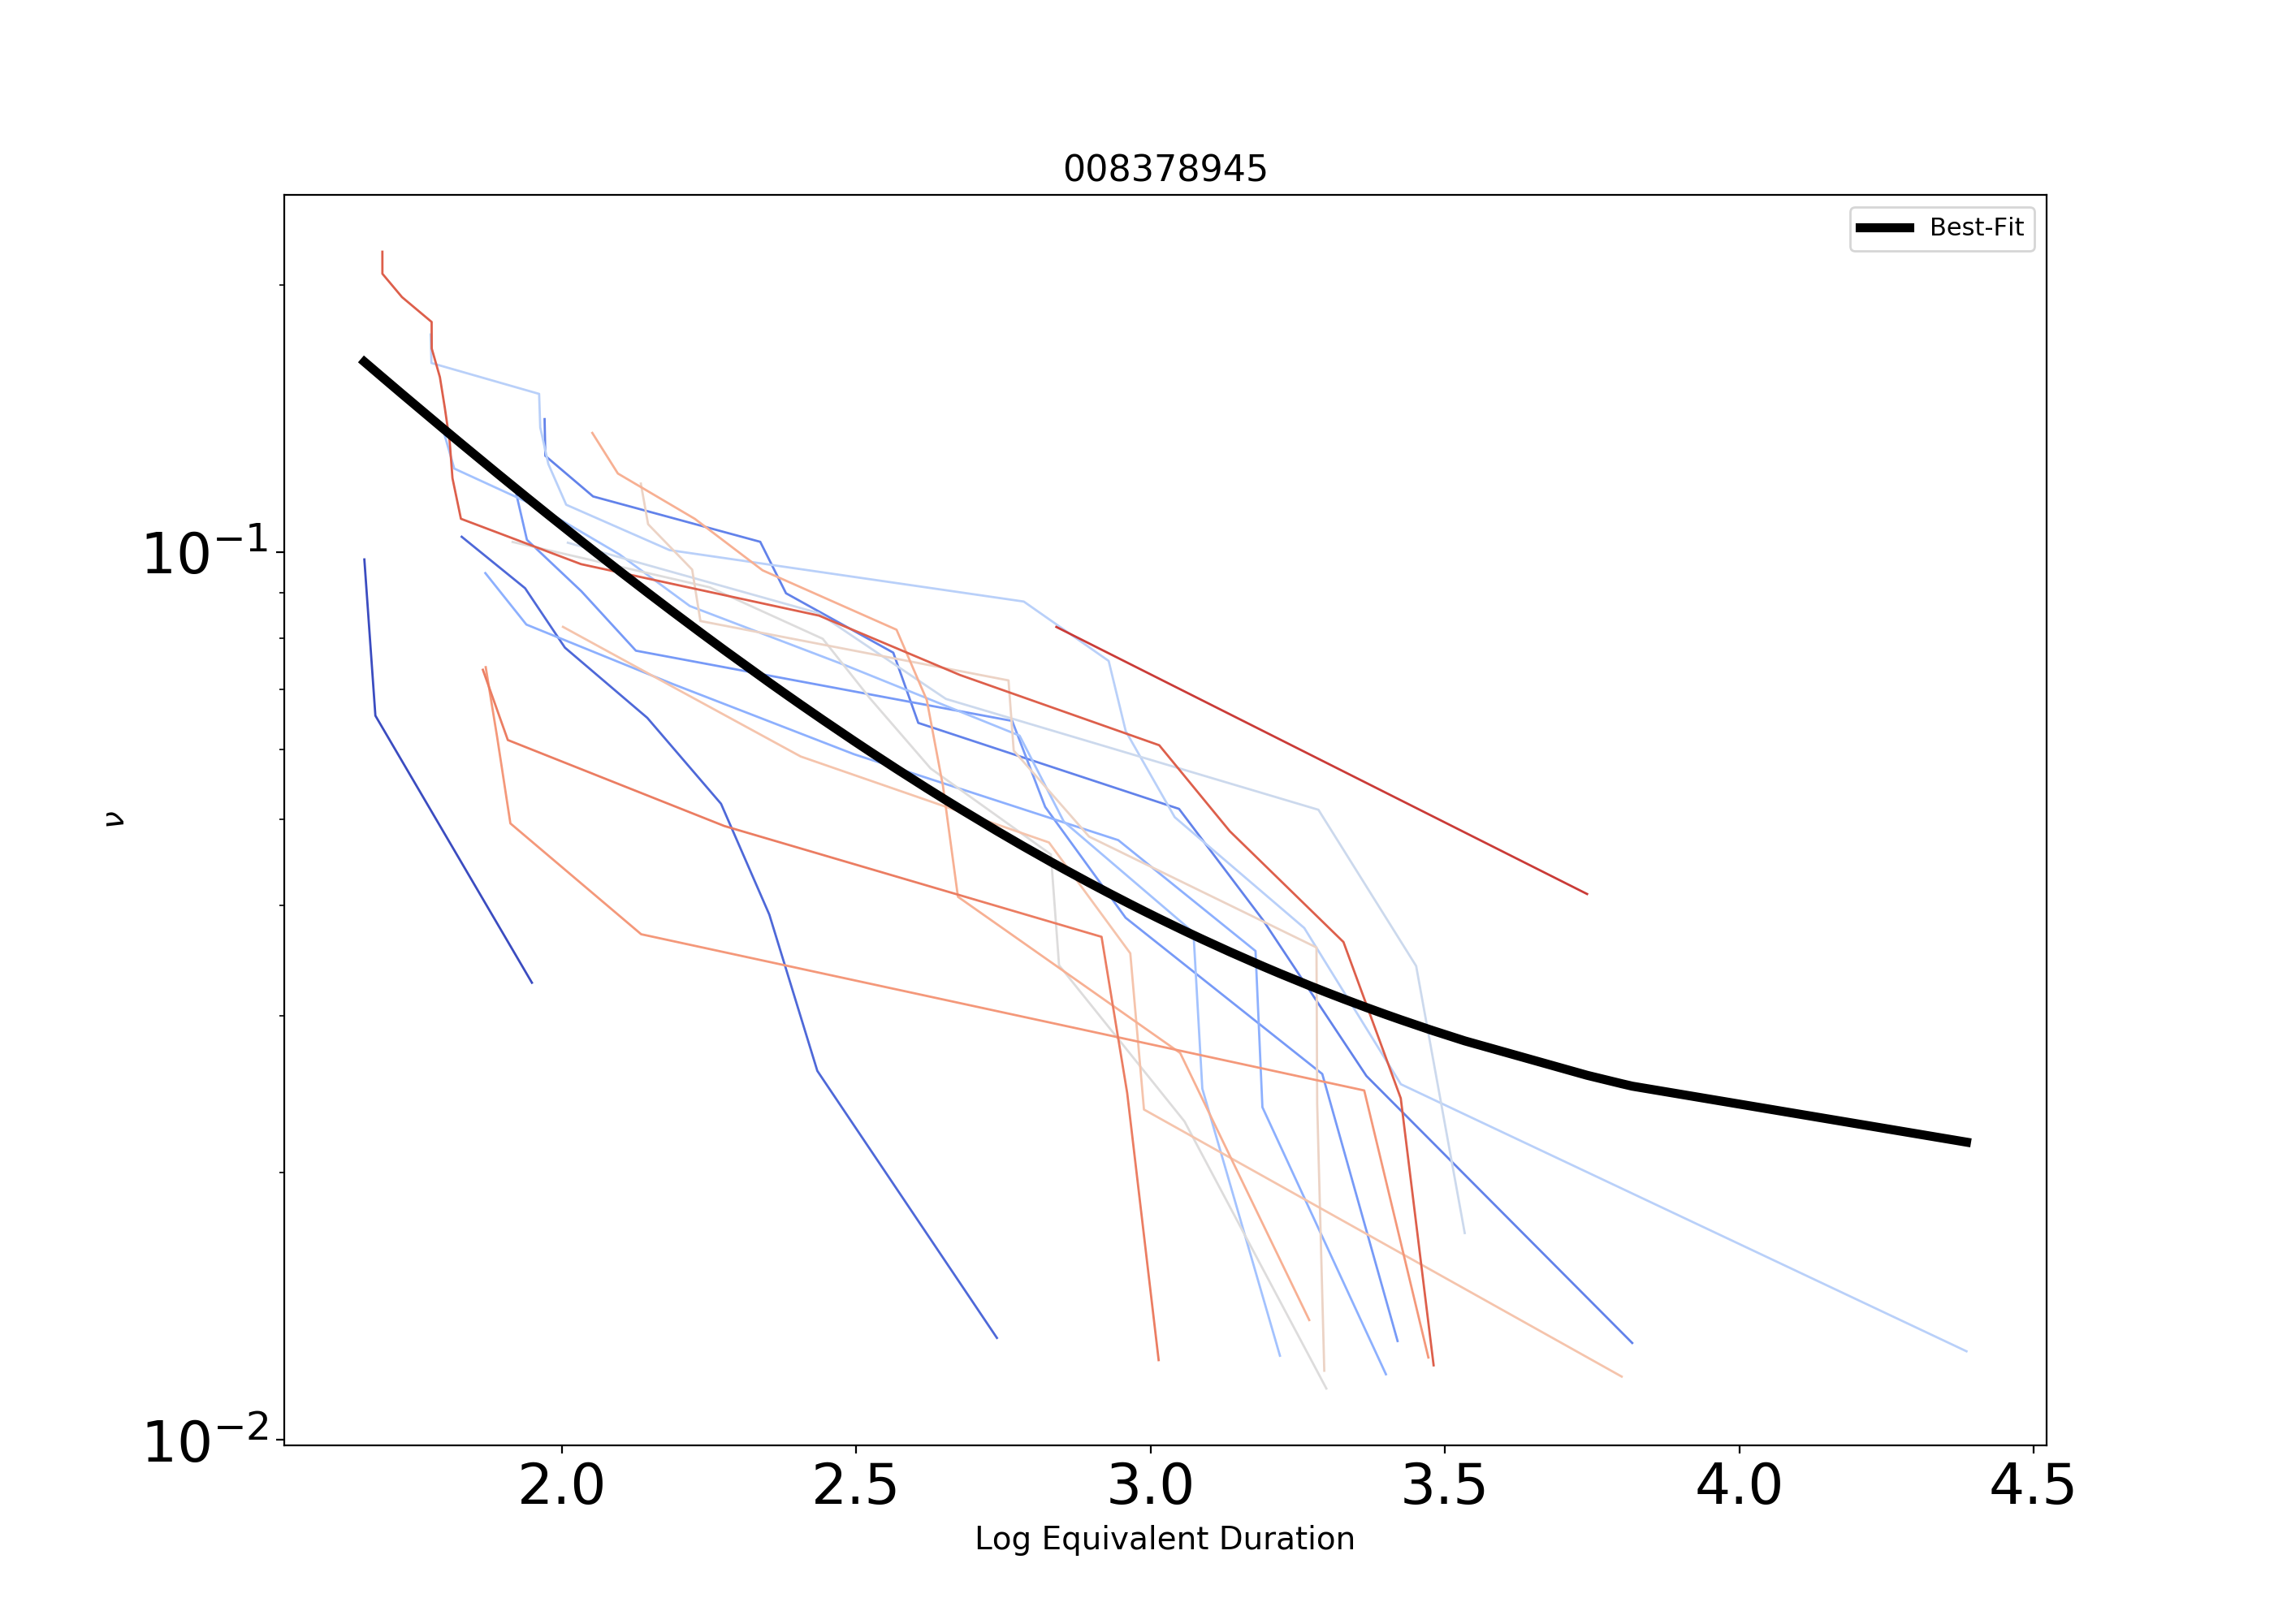 008378945
Best-Fit
10⁻¹
10⁻²
ν
2.0 2.5 3.0 3.5 4.0 4.5
Log Equivalent Duration